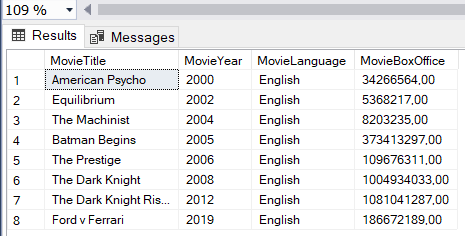 109 %
Results Messages
MovieTitle MovieYear MovieLanguage MovieBoxOffice
1 American Psycho 2000 English 34266564,00
2 Equilibrium 2002 English 5368217,00
3 The Machinist 2004 English 8203235,00
4 Batman Begins 2005 English 373413297,00
5 The Prestige 2006 English 109676311,00
6 The Dark Knight 2008 English 1004934033,00
7 The Dark Knight Ris... 2012 English 1081041287,00
8 Ford v Ferrari 2019 English 186672189,00